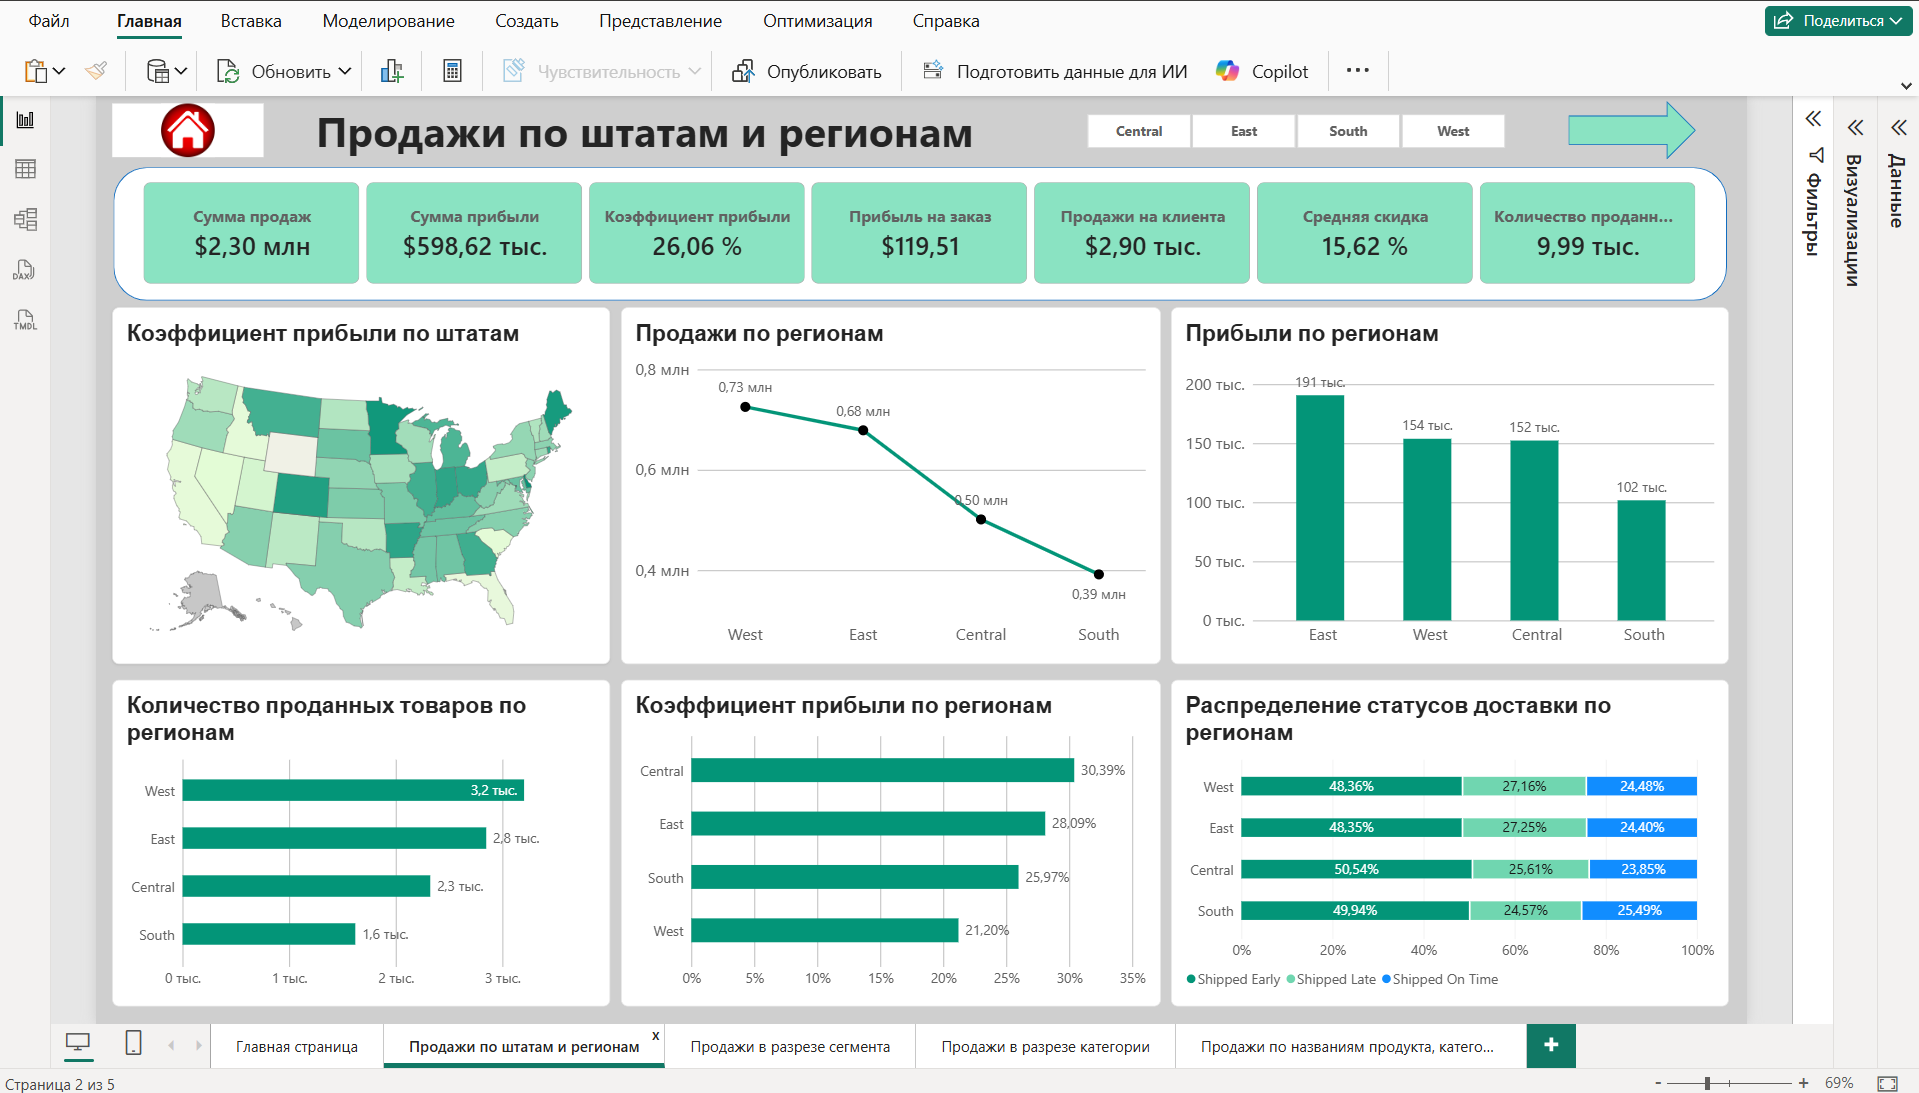 Файл Главная Вставка Моделирование Создать Представление Оптимизация Справка Поделиться
Обновить Чувствительность Опубликовать Подготовить данные для ИИ Copilot
DAX
TMDL
Продажи по штатам и регионам
Central East South West
Сумма продаж
$2,30 млн
Сумма прибыли
$598,62 тыс.
Коэффициент прибыли
26,06 %
Прибыль на заказ
$119,51
Продажи на клиента
$2,90 тыс.
Средняя скидка
15,62 %
Количество проданн...
9,99 тыс.
Коэффициент прибыли по штатам
Продажи по регионам
0,8 млн
0,6 млн
0,4 млн
0,73 млн
0,68 млн
0,50 млн
0,39 млн
West East Central South
Прибыли по регионам
200 тыс.
150 тыс.
100 тыс.
50 тыс.
0 тыс.
191 тыс.
154 тыс.
152 тыс.
102 тыс.
East West Central South
Количество проданных товаров по
регионам
West 3,2 тыс.
East 2,8 тыс.
Central 2,3 тыс.
South 1,6 тыс.
0 тыс. 1 тыс. 2 тыс. 3 тыс.
Коэффициент прибыли по регионам
Central 30,39%
East 28,09%
South 25,97%
West 21,20%
0% 5% 10% 15% 20% 25% 30% 35%
Распределение статусов доставки по
регионам
West 48,36% 27,16% 24,48%
East 48,35% 27,25% 24,40%
Central 50,54% 25,61% 23,85%
South 49,94% 24,57% 25,49%
0% 20% 40% 60% 80% 100%
Shipped Early Shipped Late Shipped On Time
Фильтры
Визуализации
Данные
Главная страница Продажи по штатам и регионам x Продажи в разрезе сегмента Продажи в разрезе категории Продажи по названиям продукта, катего... +
Страница 2 из 5 - + 69%